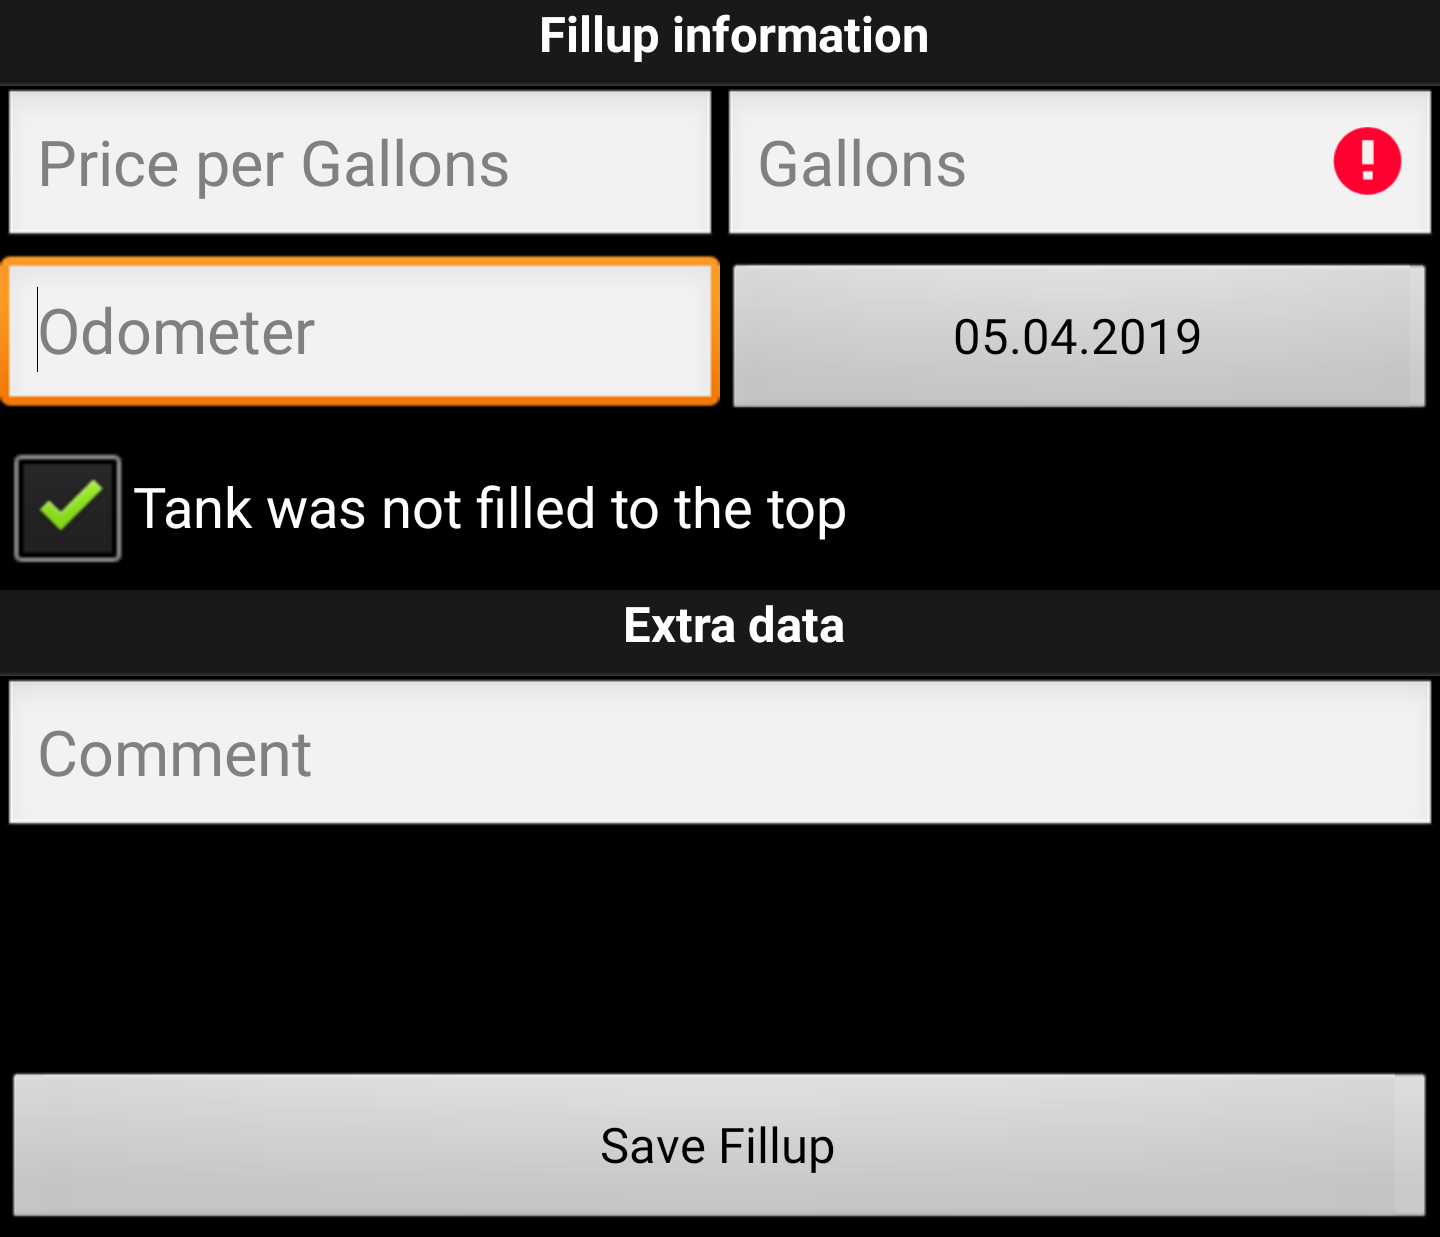 Fillup information
Price per Gallons
Gallons
Odometer
05.04.2019
Tank was not filled to the top
Extra data
Comment
Save Fillup